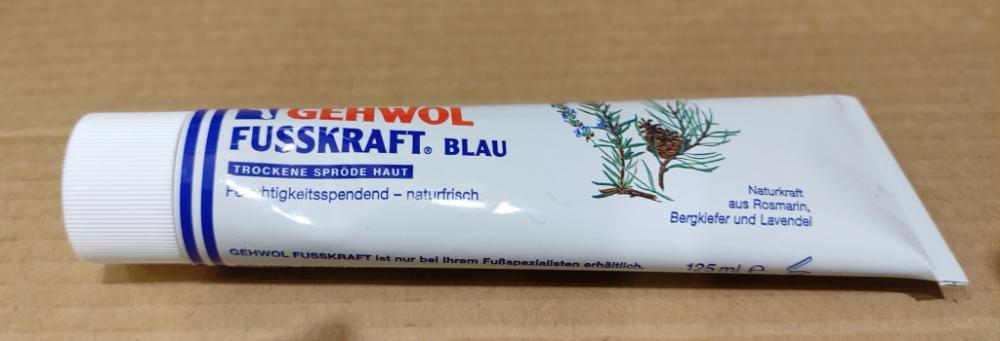 GEHWOL
FUSSKRAFT® BLAU
TROCKENE SPRÖDE HAUT
Feuchtigkeitsspendend – naturfrisch
Naturkraft
aus Rosmarin,
Bergkiefer und Lavendel
GEHWOL FUSSKRAFT ist nur bei Ihrem Fußspezialisten erhältlich.
125 ml ℮